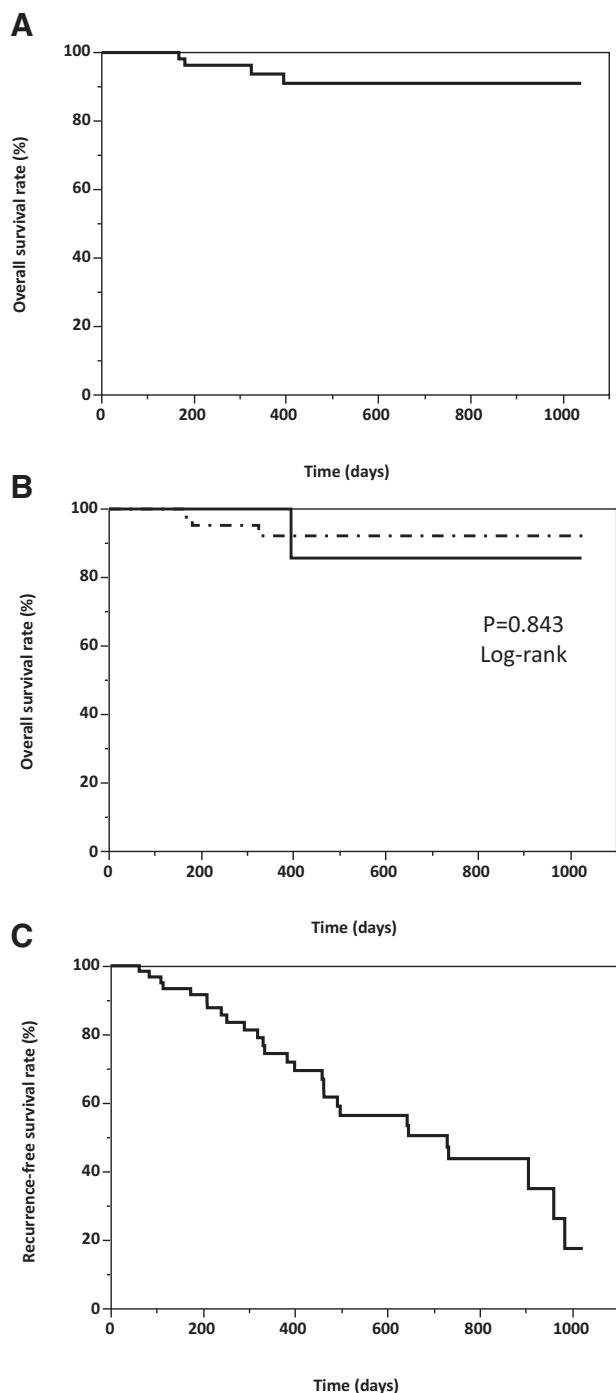 A
Overall survival rate (%)
100
80
60
40
20
0
0 200 400 600 800 1000
Time (days)
B
Overall survival rate (%)
100
80
60
40
20
0
P=0.843
Log-rank
0 200 400 600 800 1000
Time (days)
C
Recurrence-free survival rate (%)
100
80
60
40
20
0
0 200 400 600 800 1000
Time (days)